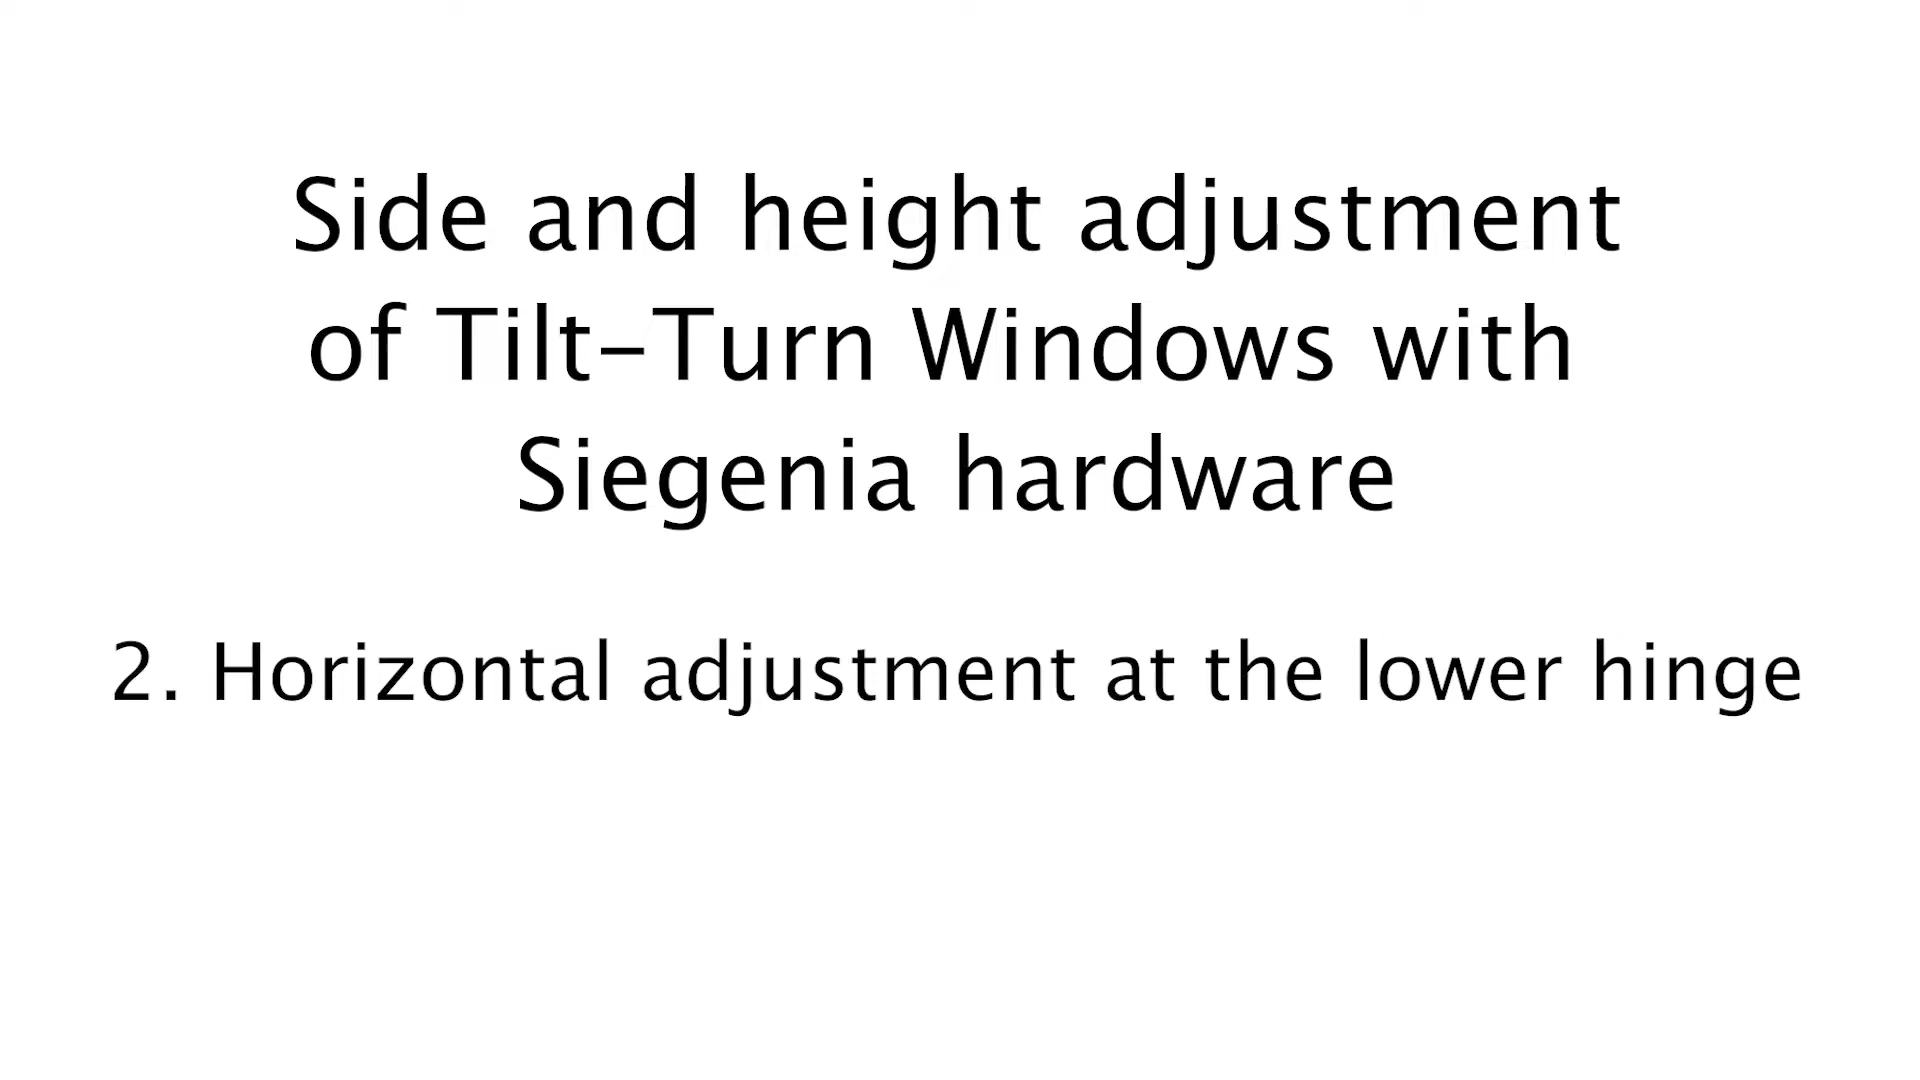 Side and height adjustment
of Tilt-Turn Windows with
Siegenia hardware
2. Horizontal adjustment at the lower hinge